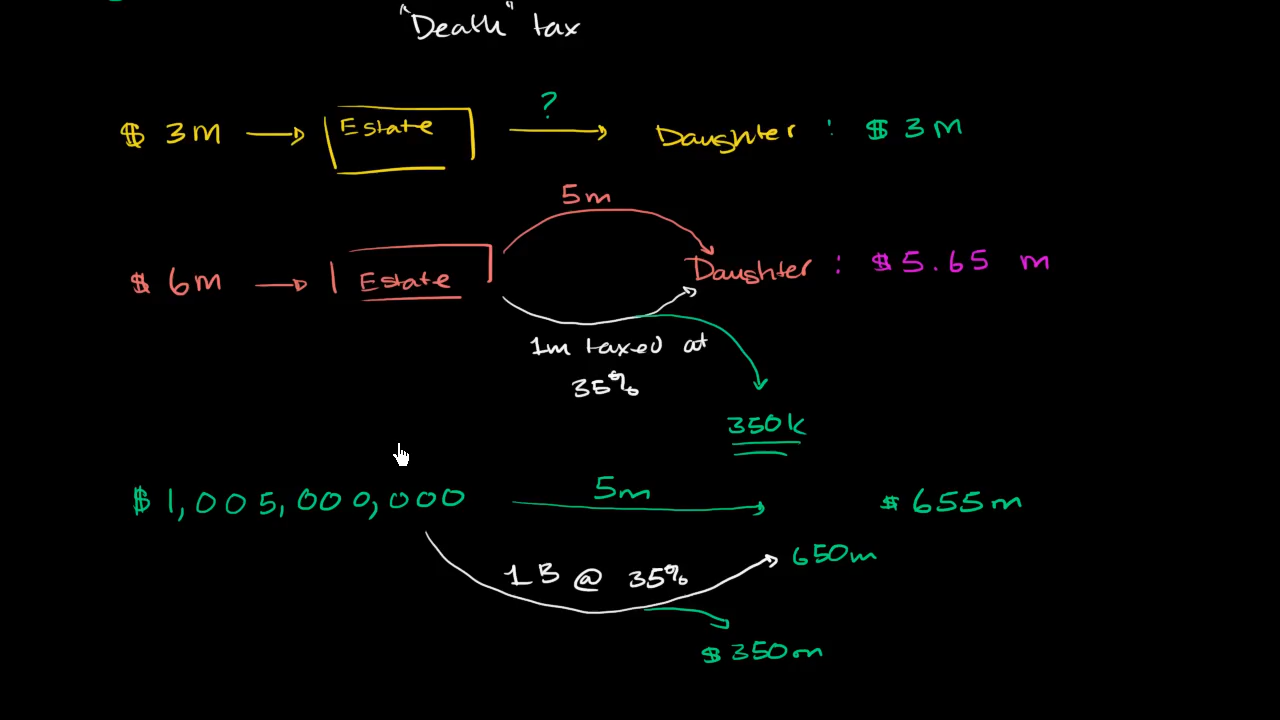 "Death" tax
$ 3M Estate ? Daughter : $ 3M
5m
$ 6M Estate Daughter : $5.65 m
1m taxed at
35%
350k
$1,005,000,000 5m $655m
1B @ 35% 650m
$350m